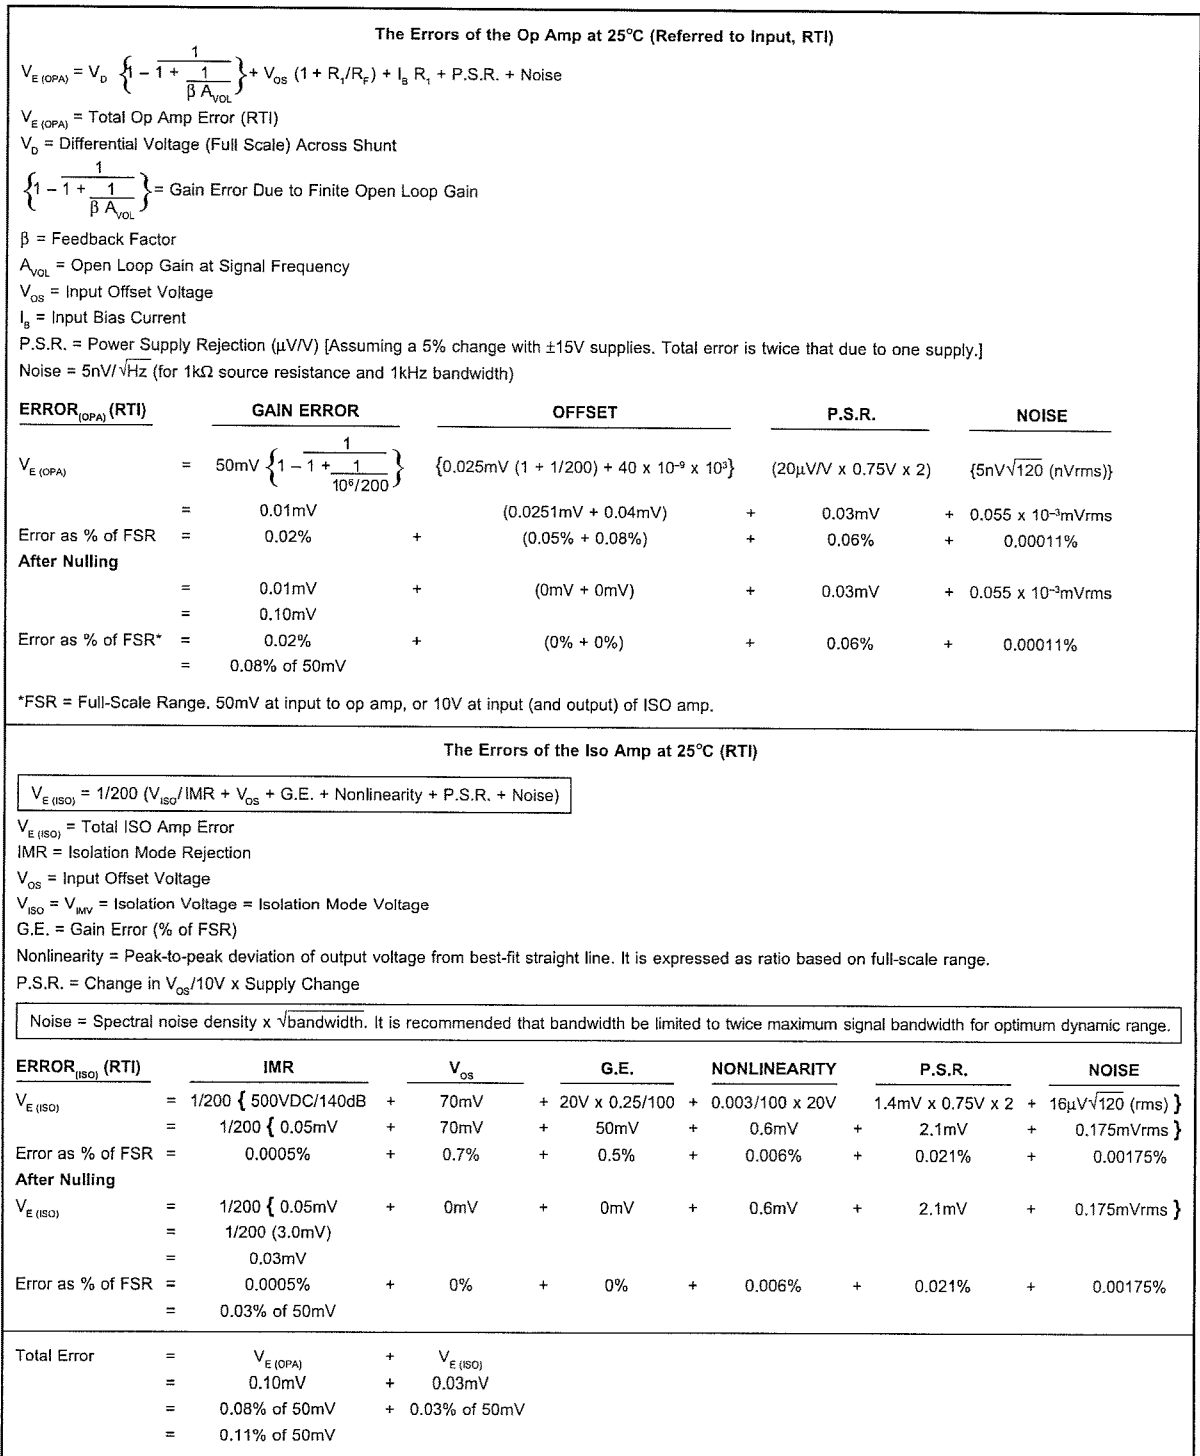 The Errors of the Op Amp at 25°C (Referred to Input, RTI)
V_E (OPA) = V_D {1 − 1/(1 + 1/(β A_VOL))} + V_OS (1 + R_1/R_F) + I_B R_1 + P.S.R. + Noise
V_E (OPA) = Total Op Amp Error (RTI)
V_D = Differential Voltage (Full Scale) Across Shunt
{1 − 1/(1 + 1/(β A_VOL))} = Gain Error Due to Finite Open Loop Gain
β = Feedback Factor
A_VOL = Open Loop Gain at Signal Frequency
V_OS = Input Offset Voltage
I_B = Input Bias Current
P.S.R. = Power Supply Rejection (µV/V) [Assuming a 5% change with ±15V supplies. Total error is twice that due to one supply.]
Noise = 5nV/√Hz (for 1kΩ source resistance and 1kHz bandwidth)
ERROR_(OPA) (RTI) GAIN ERROR OFFSET P.S.R. NOISE
V_E (OPA) = 50mV {1 − 1/(1 + 1/(10⁶/200))} {0.025mV (1 + 1/200) + 40 x 10⁻⁹ x 10³} (20µV/V x 0.75V x 2) {5nV√120 (nVrms)}
= 0.01mV (0.0251mV + 0.04mV) + 0.03mV + 0.055 x 10⁻³mVrms
Error as % of FSR = 0.02% + (0.05% + 0.08%) + 0.06% + 0.00011%
After Nulling
= 0.01mV + (0mV + 0mV) + 0.03mV + 0.055 x 10⁻³mVrms
= 0.10mV
Error as % of FSR* = 0.02% + (0% + 0%) + 0.06% + 0.00011%
= 0.08% of 50mV
*FSR = Full-Scale Range. 50mV at input to op amp, or 10V at input (and output) of ISO amp.
The Errors of the Iso Amp at 25°C (RTI)
V_E (ISO) = 1/200 (V_ISO/IMR + V_OS + G.E. + Nonlinearity + P.S.R. + Noise)
V_E (ISO) = Total ISO Amp Error
IMR = Isolation Mode Rejection
V_OS = Input Offset Voltage
V_ISO = V_IMV = Isolation Voltage = Isolation Mode Voltage
G.E. = Gain Error (% of FSR)
Nonlinearity = Peak-to-peak deviation of output voltage from best-fit straight line. It is expressed as ratio based on full-scale range.
P.S.R. = Change in V_OS/10V x Supply Change
Noise = Spectral noise density x √bandwidth. It is recommended that bandwidth be limited to twice maximum signal bandwidth for optimum dynamic range.
ERROR_(ISO) (RTI) IMR V_OS G.E. NONLINEARITY P.S.R. NOISE
V_E (ISO) = 1/200 { 500VDC/140dB + 70mV + 20V x 0.25/100 + 0.003/100 x 20V 1.4mV x 0.75V x 2 + 16µV√120 (rms) }
= 1/200 { 0.05mV + 70mV + 50mV + 0.6mV + 2.1mV + 0.175mVrms }
Error as % of FSR = 0.0005% + 0.7% + 0.5% + 0.006% + 0.021% + 0.00175%
After Nulling
V_E (ISO) = 1/200 { 0.05mV + 0mV + 0mV + 0.6mV + 2.1mV + 0.175mVrms }
= 1/200 (3.0mV)
= 0.03mV
Error as % of FSR = 0.0005% + 0% + 0% + 0.006% + 0.021% + 0.00175%
= 0.03% of 50mV
Total Error = V_E (OPA) + V_E (ISO)
= 0.10mV + 0.03mV
= 0.08% of 50mV + 0.03% of 50mV
= 0.11% of 50mV